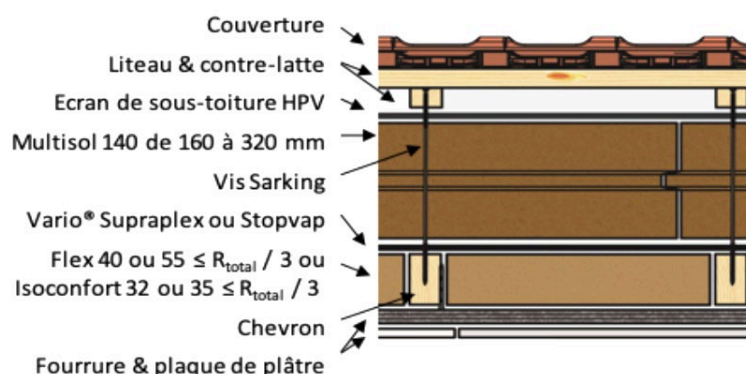 Couverture
Liteau & contre-latte
Ecran de sous-toiture HPV
Multisol 140 de 160 à 320 mm
Vis Sarking
Vario® Supraplex ou Stopvap
Flex 40 ou 55 ≤ Rtotal / 3 ou
Isoconfort 32 ou 35 ≤ Rtotal / 3
Chevron
Fourrure & plaque de plâtre